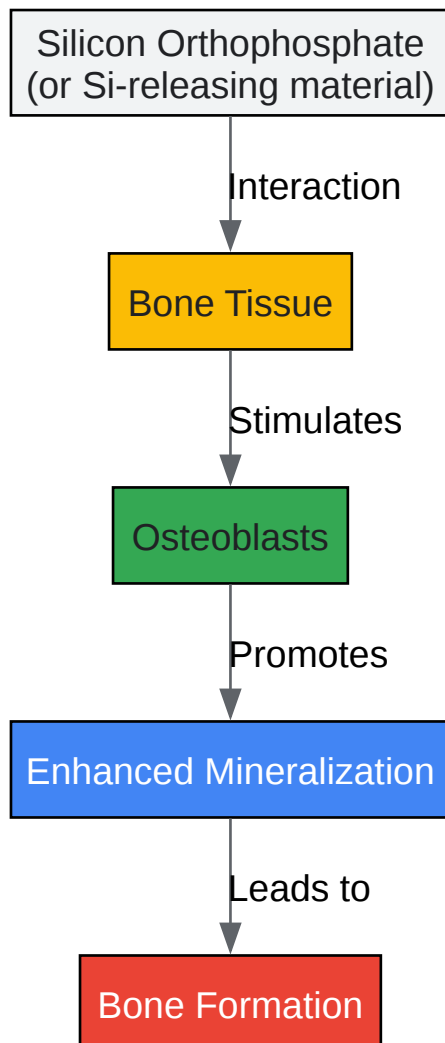 Silicon Orthophosphate
(or Si-releasing material)
Interaction
Bone Tissue
Stimulates
Osteoblasts
Promotes
Enhanced Mineralization
Leads to
Bone Formation